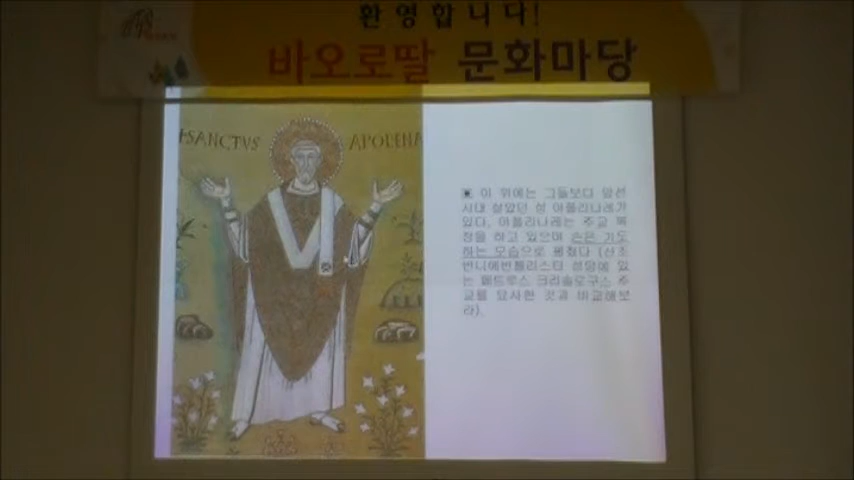 환영합니다!
바오로딸 문화마당
+SANCTVS APOLENA
▣ 이 위에는 그들보다 앞선
시대 살았던 성 아폴리나레가
있다. 아폴리나레는 주교 복
장을 하고 있으며 손은 기도
하는 모습으로 펼쳤다 (산조
반니에반젤리스타 성당에 있
는 페트루스 크리솔로구스 주
교를 묘사한 것과 비교해보
라).